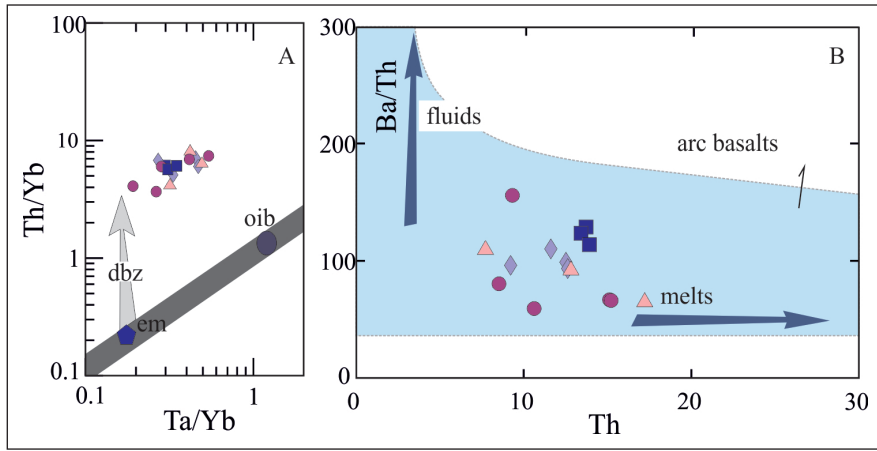 A
100
10
1
0.1
Th/Yb
dbz
em
oib
0.1
1
Ta/Yb
B
300
200
100
0
Ba/Th
fluids
arc basalts
melts
0
10
20
30
Th